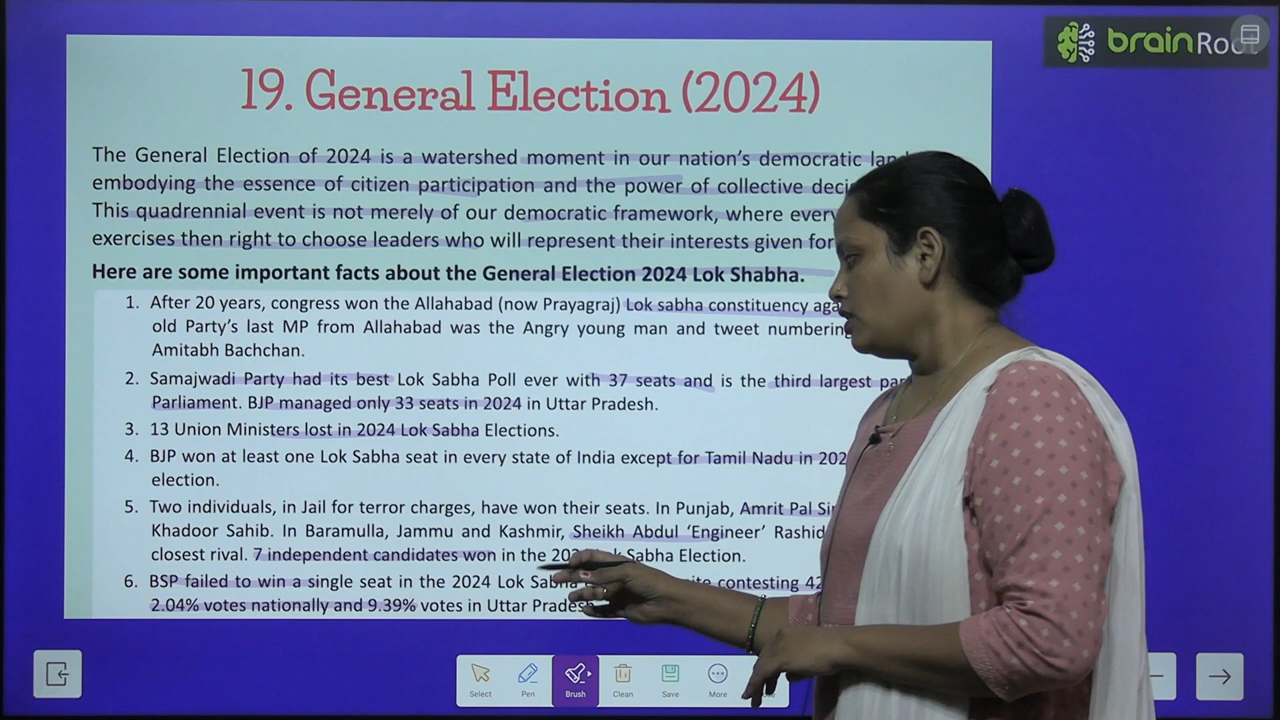 brainRoot
19. General Election (2024)
The General Election of 2024 is a watershed moment in our nation's democratic
embodying the essence of citizen participation and the power of collective
This quadrennial event is not merely of our democratic framework, where
exercises then right to choose leaders who will represent their interests given
Here are some important facts about the General Election 2024 Lok Shabha.
1. After 20 years, congress won the Allahabad (now Prayagraj) Lok sabha constituency
old Party's last MP from Allahabad was the Angry young man and tweet numbering
Amitabh Bachchan.
2. Samajwadi Party had its best Lok Sabha Poll ever with 37 seats and is the third largest
Parliament. BJP managed only 33 seats in 2024 in Uttar Pradesh.
3. 13 Union Ministers lost in 2024 Lok Sabha Elections.
4. BJP won at least one Lok Sabha seat in every state of India except for Tamil Nadu in
election.
5. Two individuals, in Jail for terror charges, have won their seats. In Punjab, Amrit Pal
Khadoor Sahib. In Baramulla, Jammu and Kashmir, Sheikh Abdul 'Engineer' Rashid
closest rival. 7 independent candidates won in the Sabha Election.
6. BSP failed to win a single seat in the 2024 Lok Sabha contesting
2.04% votes nationally and 9.39% votes in Uttar Pradesh
Select Pen Brush Clean Save More